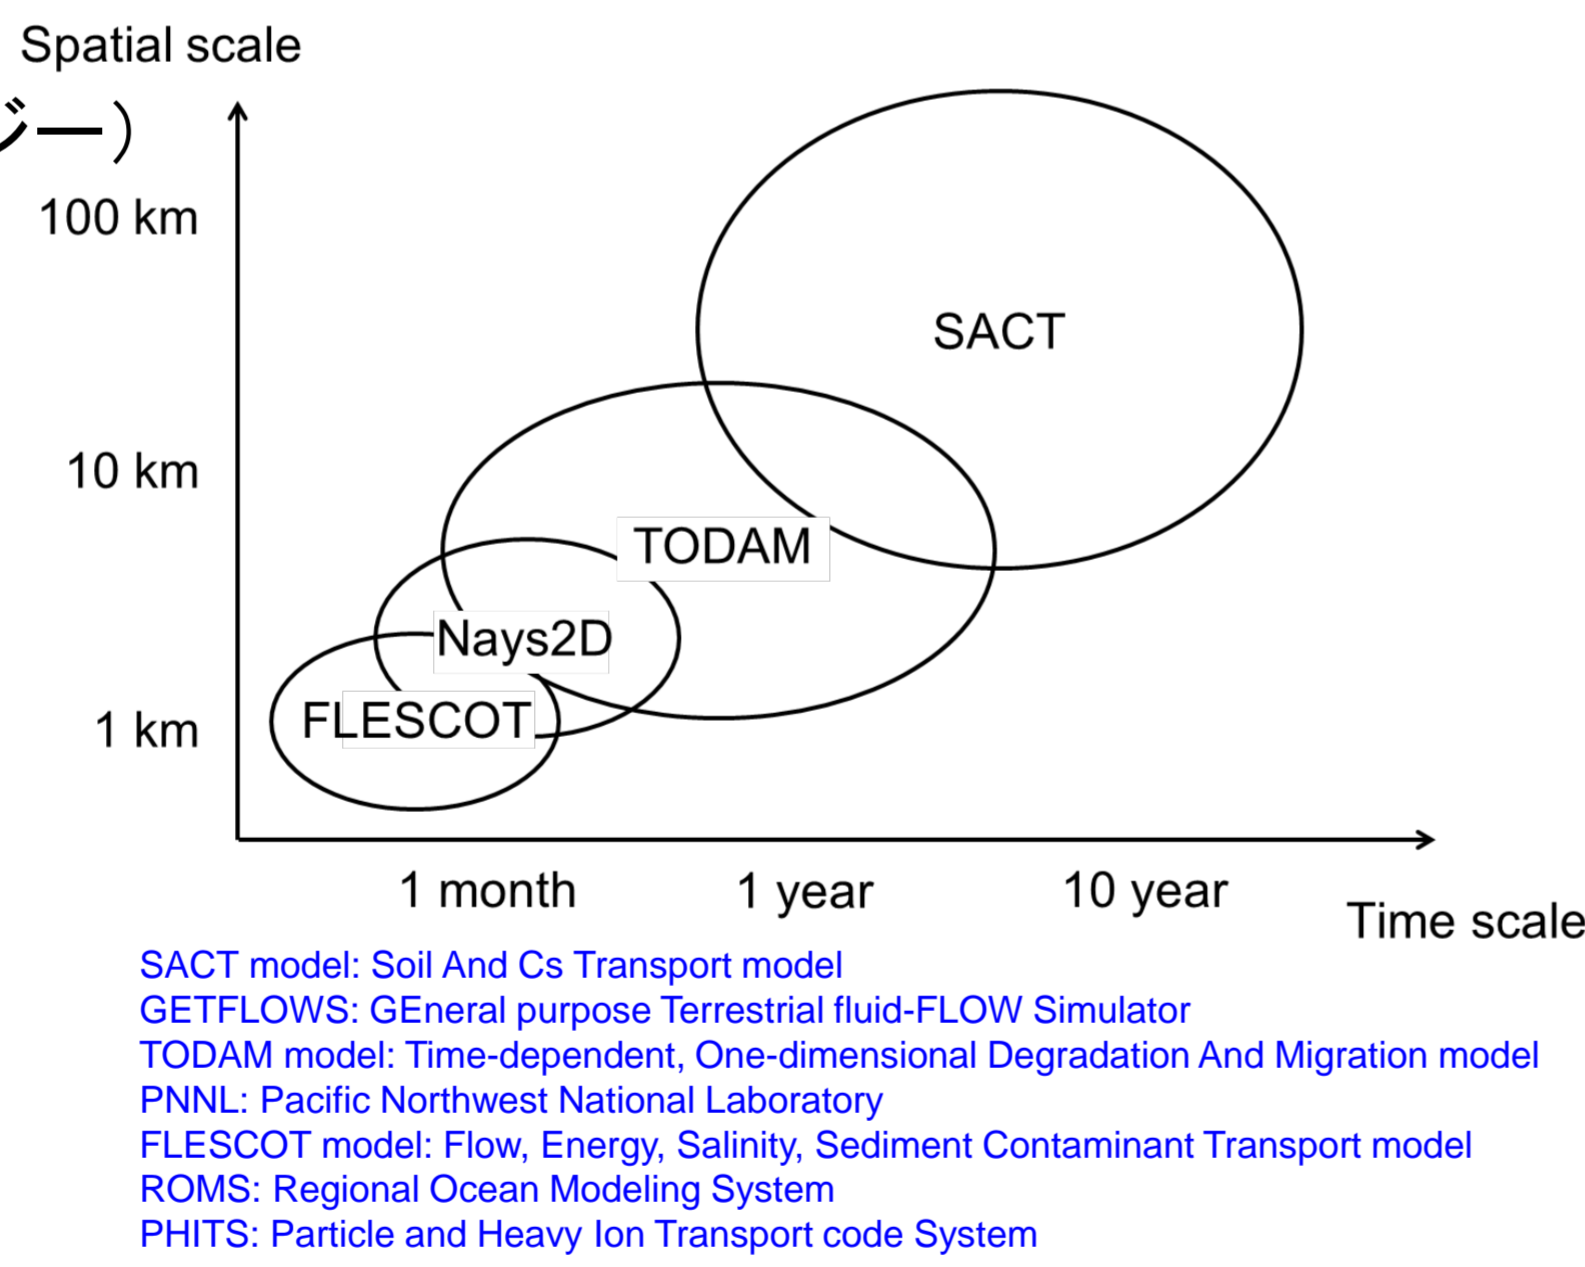 Spatial scale
ジー）
100 km
SACT
10 km
TODAM
Nays2D
FLESCOT
1 km
1 month
1 year
10 year
Time scale
SACT model: Soil And Cs Transport model
GETFLOWS: GEneral purpose Terrestrial fluid-FLOW Simulator
TODAM model: Time-dependent, One-dimensional Degradation And Migration model
PNNL: Pacific Northwest National Laboratory
FLESCOT model: Flow, Energy, Salinity, Sediment Contaminant Transport model
ROMS: Regional Ocean Modeling System
PHITS: Particle and Heavy Ion Transport code System